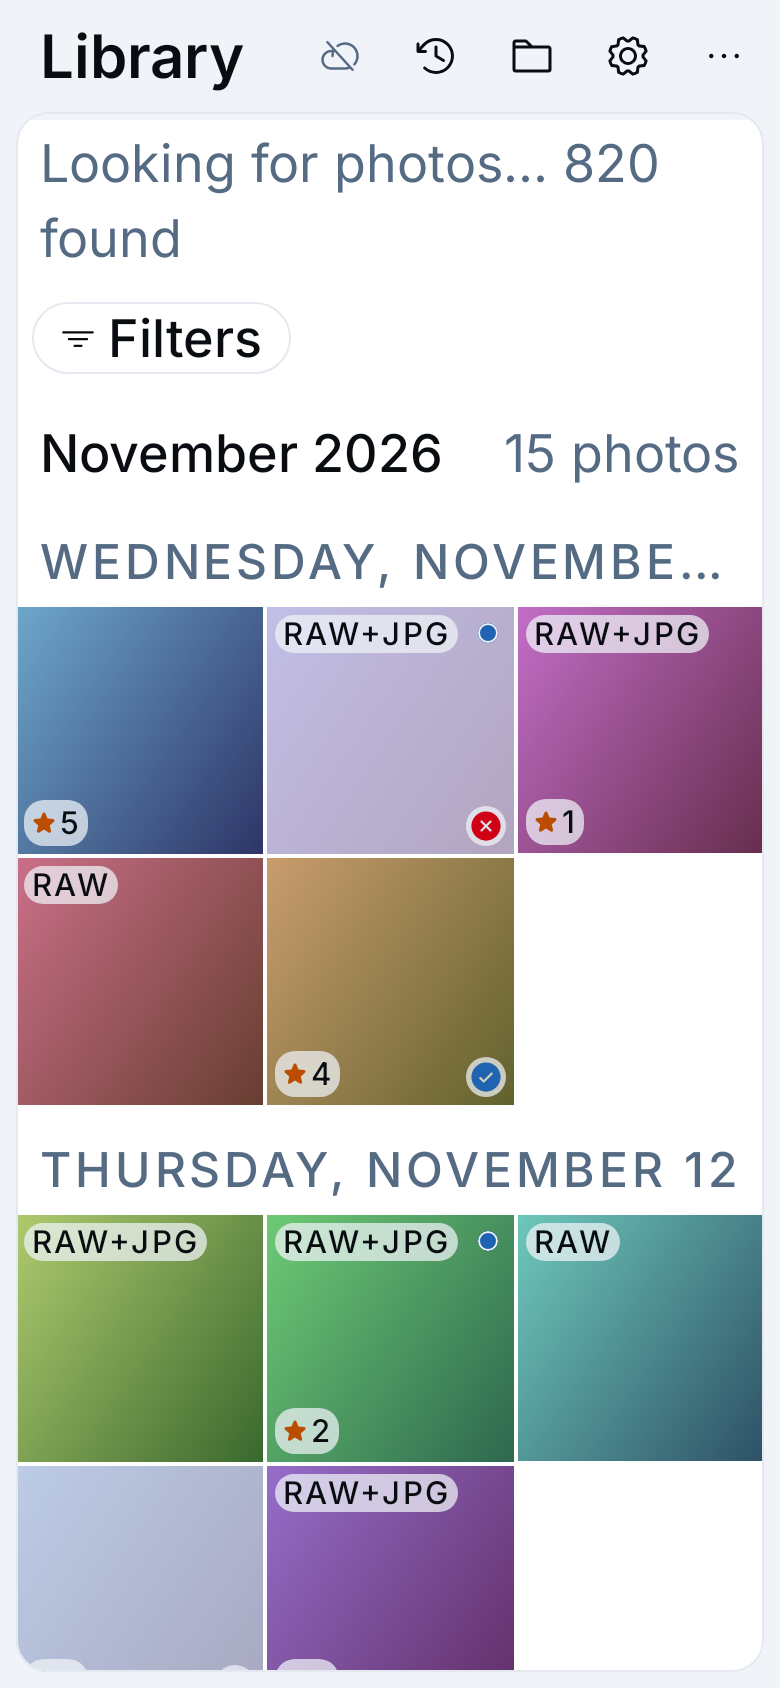 Library
Looking for photos... 820
found
Filters
November 2026 15 photos
WEDNESDAY, NOVEMBE...
RAW+JPG RAW+JPG
5 1
RAW
4
THURSDAY, NOVEMBER 12
RAW+JPG RAW+JPG RAW
2
RAW+JPG